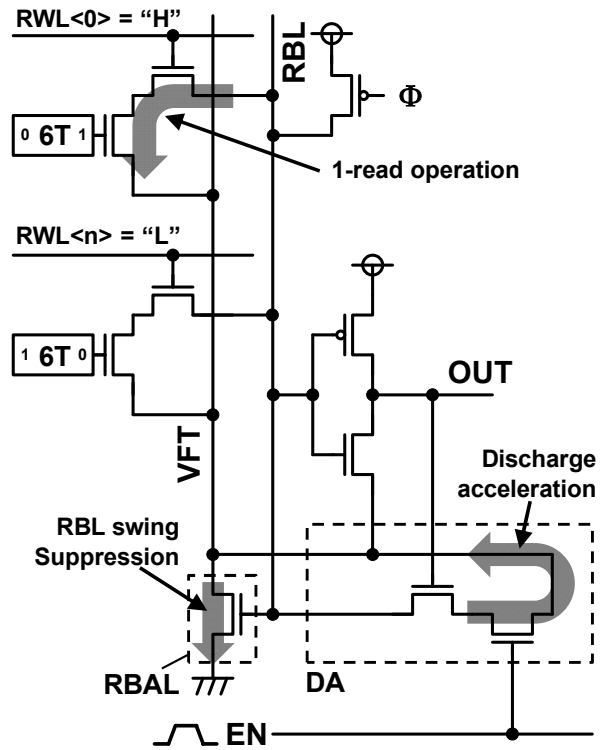 RWL<0> = “H”
RBL
Φ
0 6T 1
1-read operation
RWL<n> = “L”
1 6T 0
OUT
VFT
Discharge
acceleration
RBL swing
Suppression
RBAL
DA
EN